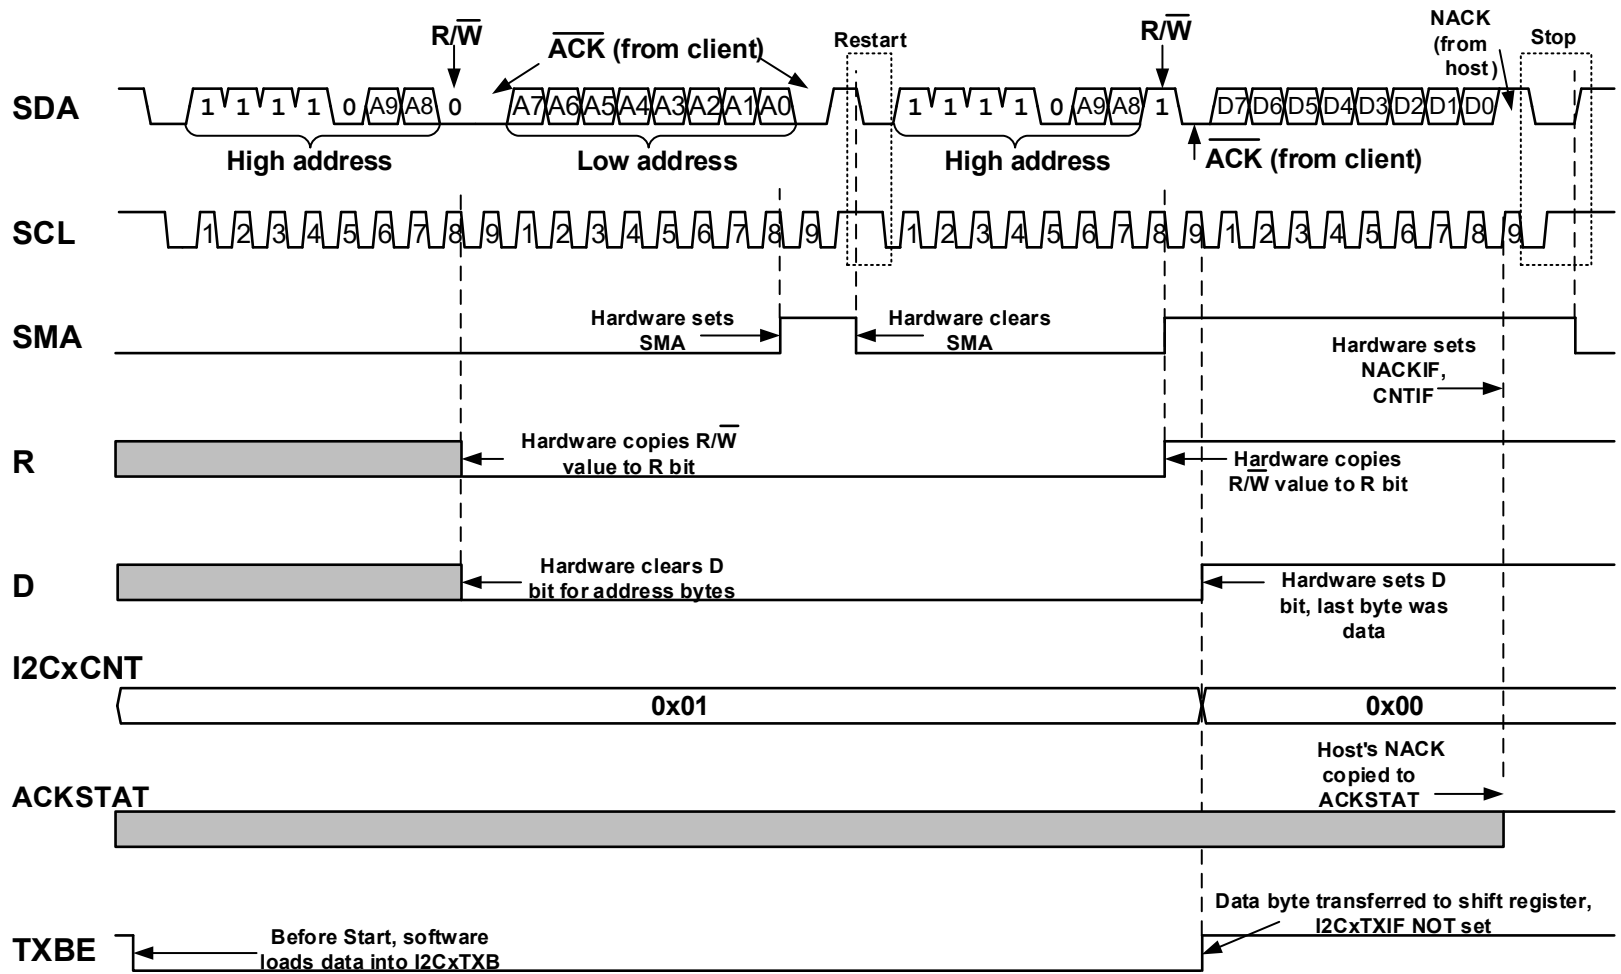 R/W
ACK (from client)
Restart
R/W
NACK
(from
host)
Stop
SDA
1 1 1 1 0 A9 A8 0 A7 A6 A5 A4 A3 A2 A1 A0 1 1 1 1 0 A9 A8 1 D7 D6 D5 D4 D3 D2 D1 D0
High address
Low address
High address
ACK (from client)
SCL
1 2 3 4 5 6 7 8 9 1 2 3 4 5 6 7 8 9 1 2 3 4 5 6 7 8 9 1 2 3 4 5 6 7 8 9
SMA
Hardware sets
SMA
Hardware clears
SMA
Hardware sets
NACKIF,
CNTIF
R
Hardware copies R/W
value to R bit
Hardware copies
R/W value to R bit
D
Hardware clears D
bit for address bytes
Hardware sets D
bit, last byte was
data
I2CxCNT
0x01
0x00
ACKSTAT
Host's NACK
copied to
ACKSTAT
TXBE
Before Start, software
loads data into I2CxTXB
Data byte transferred to shift register,
I2CxTXIF NOT set